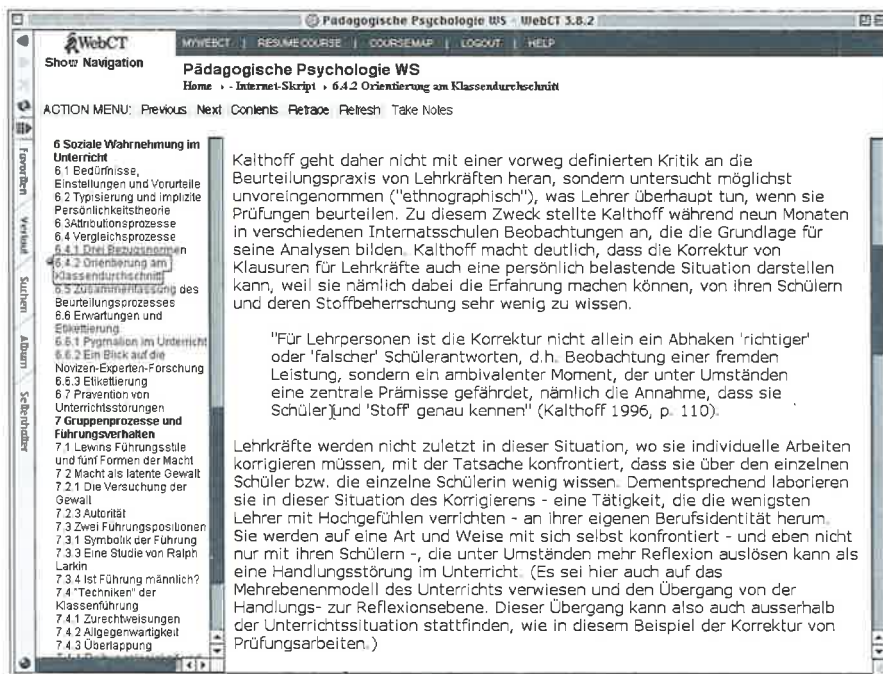 Pädagogische Psychologie WS - WebCT 3.8.2
WebCT
MYWEBCT | RESUME COURSE | COURSE MAP | LOGOUT | HELP
Show Navigation
Pädagogische Psychologie WS
Home › - Internet-Skript › 6.4.2 Orientierung am Klassendurchschnitt
ACTION MENU: Previous Next Contents Retrace Refresh Take Notes
Favoriten
Verlauf
Suchen
Album
Seitenhalter
6 Soziale Wahrnehmung im
Unterricht
6.1 Bedürfnisse,
Einstellungen und Vorurteile
6.2 Typisierung und implizite
Persönlichkeitstheorie
6.3Attributionsprozesse
6.4 Vergleichsprozesse
6.4.1 Drei Bezugsnormen
6.4.2 Orientierung am
Klassendurchschnitt
6.5 Zusammenfassung des
Beurteilungsprozesses
6.6 Erwartungen und
Etikettierung
6.6.1 Pygmalion im Unterricht
6.6.2 Ein Blick auf die
Novizen-Experten-Forschung
6.6.3 Etikettierung
6.7 Prävention von
Unterrichtsstörungen
7 Gruppenprozesse und
Führungsverhalten
7.1 Lewins Führungsstile
und fünf Formen der Macht
7.2 Macht als latente Gewalt
7.2.1 Die Versuchung der
Gewalt
7.2.3 Autorität
7.3 Zwei Führungspositionen
7.3.1 Symbolik der Führung
7.3.3 Eine Studie von Ralph
Larkin
7.3.4 Ist Führung männlich?
7.4 "Techniken" der
Klassenführung
7.4.1 Zurechtweisungen
7.4.2 Allgegenwärtigkeit
7.4.3 Überlappung
Kalthoff geht daher nicht mit einer vorweg definierten Kritik an die
Beurteilungspraxis von Lehrkräften heran, sondern untersucht möglichst
unvoreingenommen ("ethnographisch"), was Lehrer überhaupt tun, wenn sie
Prüfungen beurteilen. Zu diesem Zweck stellte Kalthoff während neun Monaten
in verschiedenen Internatsschulen Beobachtungen an, die die Grundlage für
seine Analysen bilden. Kalthoff macht deutlich, dass die Korrektur von
Klausuren für Lehrkräfte auch eine persönlich belastende Situation darstellen
kann, weil sie nämlich dabei die Erfahrung machen können, von ihren Schülern
und deren Stoffbeherrschung sehr wenig zu wissen.
"Für Lehrpersonen ist die Korrektur nicht allein ein Abhaken 'richtiger'
oder 'falscher' Schülerantworten, d.h. Beobachtung einer fremden
Leistung, sondern ein ambivalenter Moment, der unter Umständen
eine zentrale Prämisse gefährdet, nämlich die Annahme, dass sie
Schüler und 'Stoff' genau kennen" (Kalthoff 1996, p. 110).
Lehrkräfte werden nicht zuletzt in dieser Situation, wo sie individuelle Arbeiten
korrigieren müssen, mit der Tatsache konfrontiert, dass sie über den einzelnen
Schüler bzw. die einzelne Schülerin wenig wissen. Dementsprechend laborieren
sie in dieser Situation des Korrigierens - eine Tätigkeit, die die wenigsten
Lehrer mit Hochgefühlen verrichten - an ihrer eigenen Berufsidentität herum.
Sie werden auf eine Art und Weise mit sich selbst konfrontiert - und eben nicht
nur mit ihren Schülern -, die unter Umständen mehr Reflexion auslösen kann als
eine Handlungsstörung im Unterricht. (Es sei hier auch auf das
Mehrebenenmodell des Unterrichts verwiesen und den Übergang von der
Handlungs- zur Reflexionsebene. Dieser Übergang kann also auch ausserhalb
der Unterrichtssituation stattfinden, wie in diesem Beispiel der Korrektur von
Prüfungsarbeiten.)